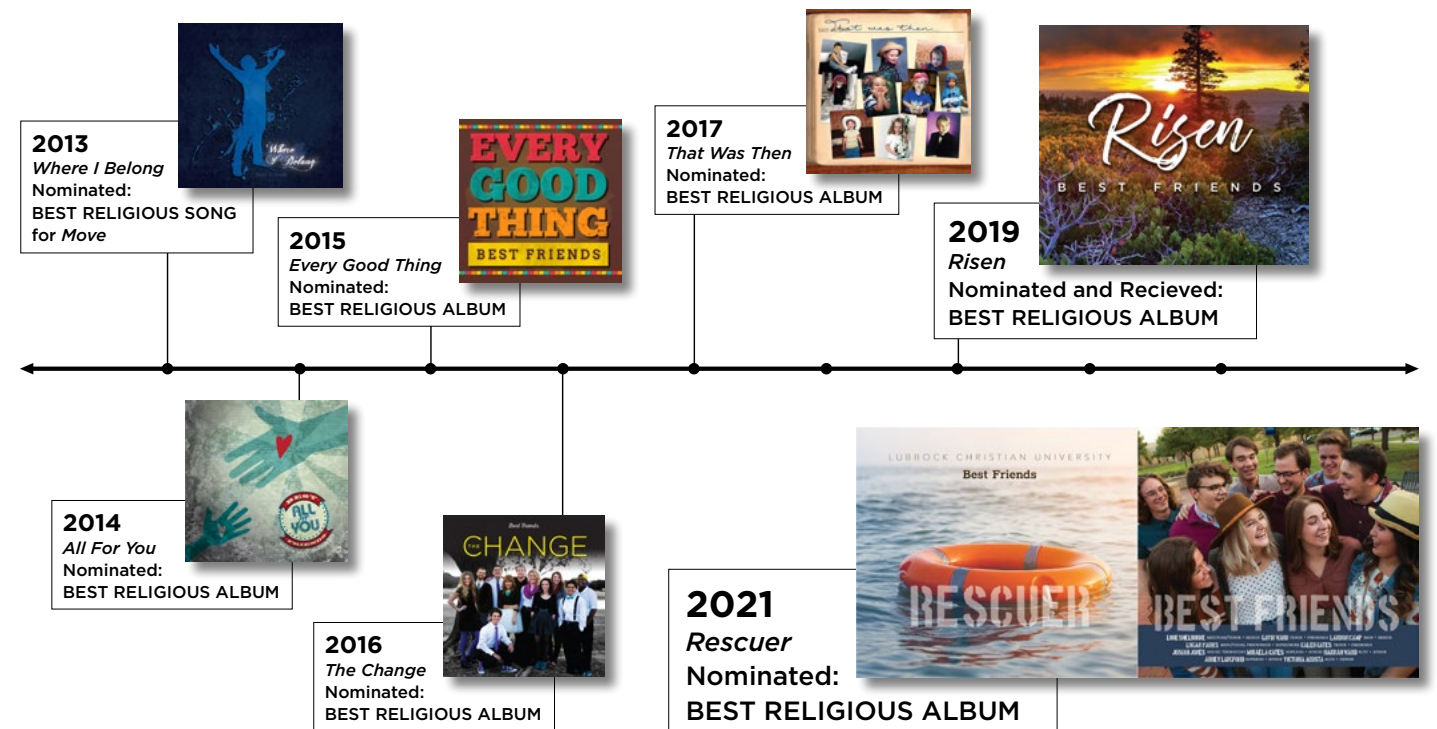 2013
Where I Belong
Nominated:
BEST RELIGIOUS SONG
for Move
Where
I Belong
2015
Every Good Thing
Nominated:
BEST RELIGIOUS ALBUM
EVERY
GOOD
THING
BEST FRIENDS
2017
That Was Then
Nominated:
BEST RELIGIOUS ALBUM
That was then
2019
Risen
Nominated and Recieved:
BEST RELIGIOUS ALBUM
Risen
BEST FRIENDS
2014
All For You
Nominated:
BEST RELIGIOUS ALBUM
ALL
YOU
2016
The Change
Nominated:
BEST RELIGIOUS ALBUM
Best Friends
THE CHANGE
2021
Rescuer
Nominated:
BEST RELIGIOUS ALBUM
LUBBOCK CHRISTIAN UNIVERSITY
Best Friends
RESCUER
BEST FRIENDS